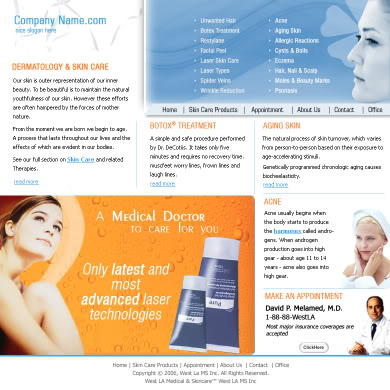 Company Name.com
nice slogan here
Unwanted Hair
Botox Treatment
Restylane
Facial Peel
Laser Skin Care
Laser Types
Spider Veins
Wrinkle Reduction
Acne
Aging Skin
Allergic Reactions
Cysts & Boils
Eczema
Hair, Nail & Scalp
Moles & Beauty Marks
Psoriasis
Home | Skin Care Products | Appointment | About Us | Contact | Office
DERMATOLOGY & SKIN CARE
Our skin is outer representation of our inner
beauty. To be beautiful is to maintain the natural
youthfulness of our skin. However these efforts
are often hampered by the forces of mother
nature.
From the moment we are born we begin to age.
A process that lasts throughout our lives and the
effects of which are evident in our bodies.
See our full section on Skin Care and related
Therapies.
read more
BOTOX® TREATMENT
A simple and safe procedure performed
by Dr. DeCotiis. It takes only five
minutes and requires no recovery time.
musfeet worry lines, frown lines and
laugh lines.
read more
AGING SKIN
The natural process of skin turnover, which varies
from person-to-person based on their exposure to
age-accelerating stimuli.
Genetically programmed chronologic aging causes
bioheelasticity.
read more
A Medical Doctor
to care for you
Only latest and
most
advanced laser
technologies
Pure
Pure
ACNE
Acne usually begins when
the body starts to produce
the hormones called andro-
gens. When androgen
production goes into high
gear - about age 11 to 14
years - acne also goes into
high gear.
MAKE AN APPOINTMENT
David P. Melamed, M.D.
1-88-88-WestLA
Most major insurance coverages are
accepted
ClickHere
Home | Skin Care Products | Appointment | About Us | Contact | Office
Copyright © 2006, West La MS Inc. All Rights Reserved.
West LA Medical & Skincare™ West LA MS Inc